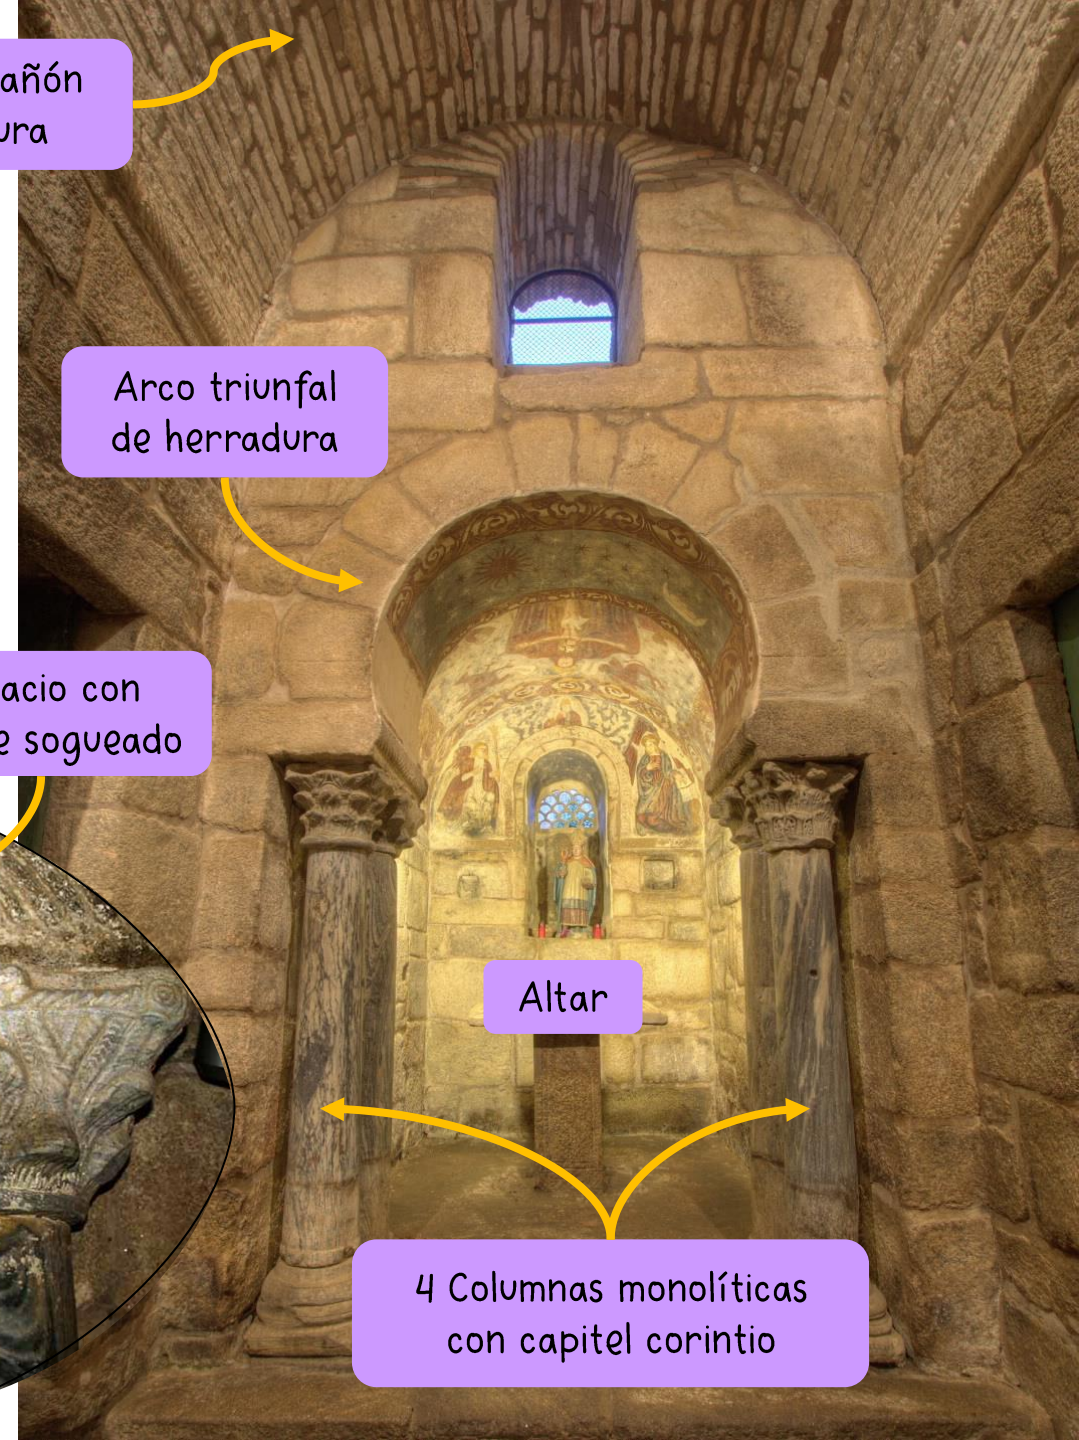 añón
ura
Arco triunfal
de herradura
acio con
e sogueado
Altar
4 Columnas monolíticas
con capitel corintio